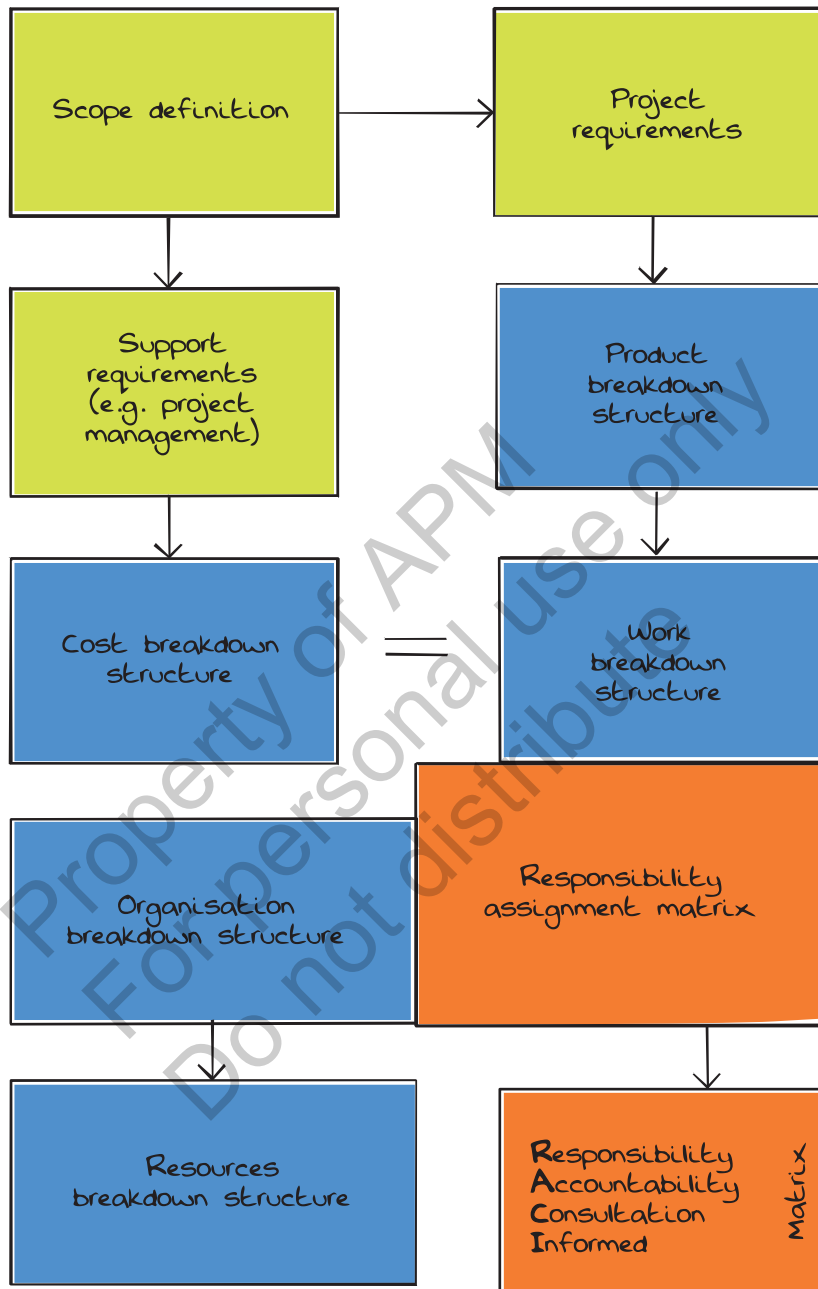 Scope definition
Project
requirements
Support
requirements
(e.g. project
management)
Product
breakdown
structure
Cost breakdown
structure
Work
breakdown
structure
Organisation
breakdown structure
Responsibility
assignment matrix
Resources
breakdown structure
Responsibility
Accountability
Consultation
Informed
Matrix
Property of APM
For personal use only
Do not distribute